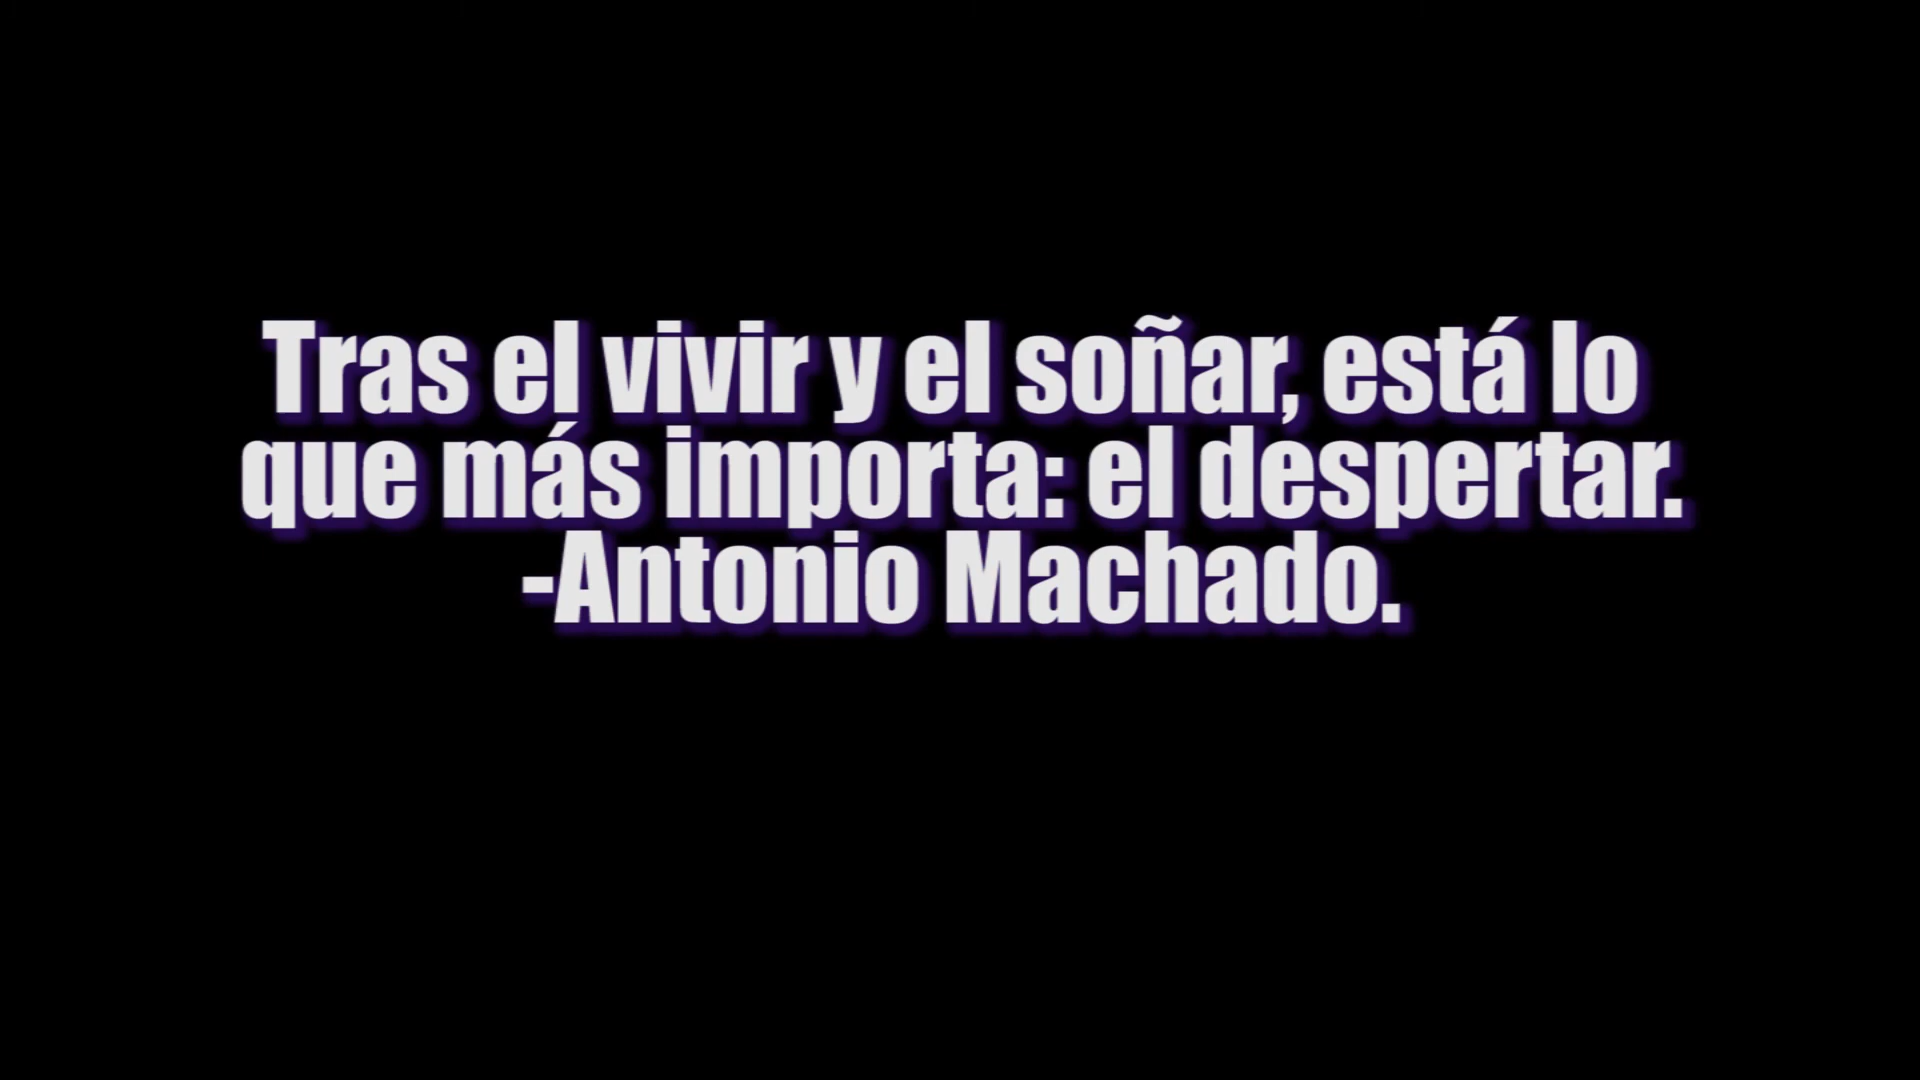 Tras el vivir y el soñar, está lo
que más importa: el despertar.
-Antonio Machado.